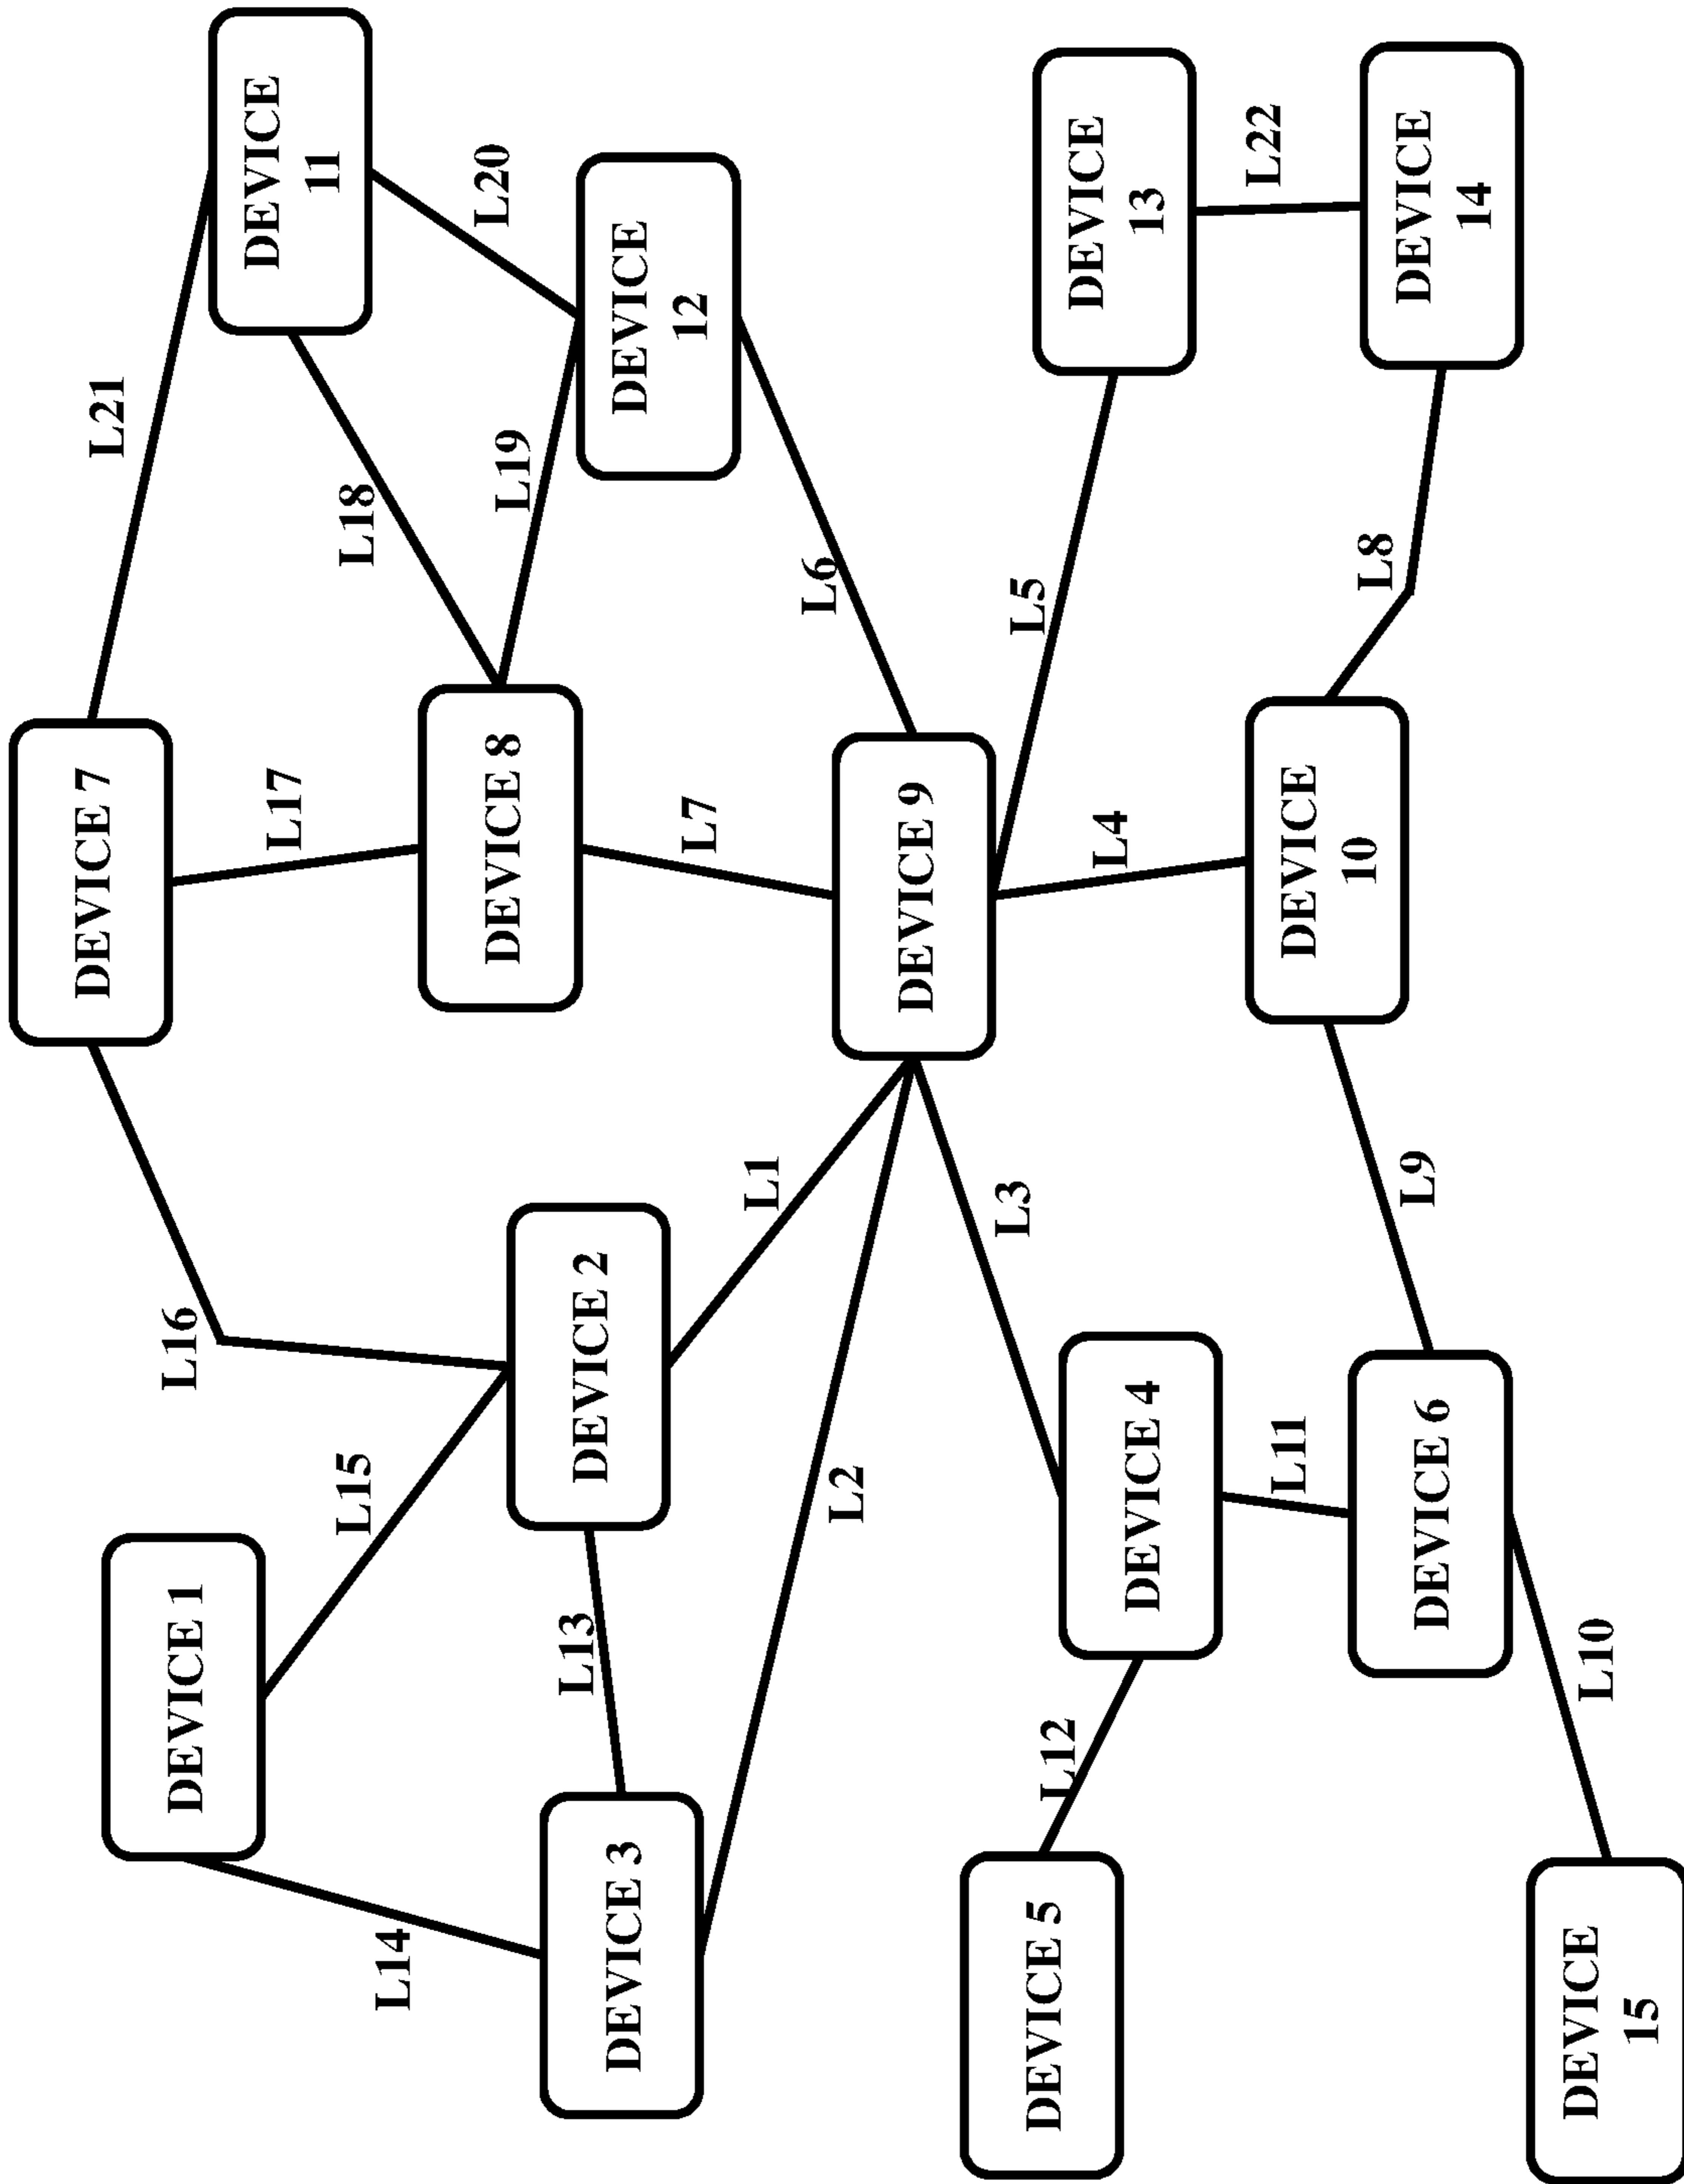 DEVICE 1
DEVICE 2
DEVICE 3
DEVICE 4
DEVICE 5
DEVICE 6
DEVICE 7
DEVICE 8
DEVICE 9
DEVICE
10
DEVICE
11
DEVICE
12
DEVICE
13
DEVICE
14
DEVICE
15
L1
L2
L3
L4
L5
L6
L7
L8
L9
L10
L11
L12
L13
L14
L15
L16
L17
L18
L19
L20
L21
L22